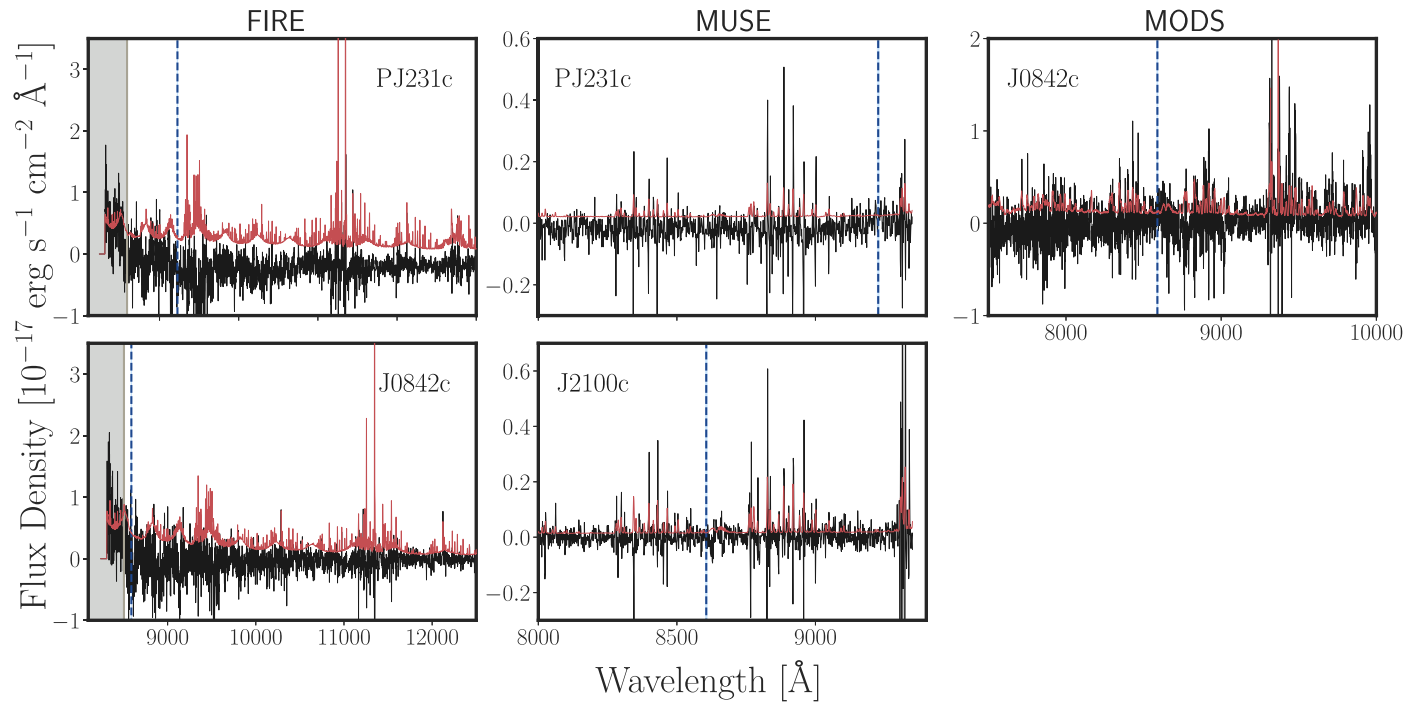 FIRE MUSE MODS
Flux Density [10−17 erg s−1 cm−2 Å−1]
3
2
1
0
−1
PJ231c
0.6
0.4
0.2
0.0
−0.2
PJ231c
2
1
0
−1
J0842c
8000 9000 10000
3
2
1
0
−1
J0842c
9000 10000 11000 12000
0.6
0.4
0.2
0.0
−0.2
J2100c
8000 8500 9000
Wavelength [Å]